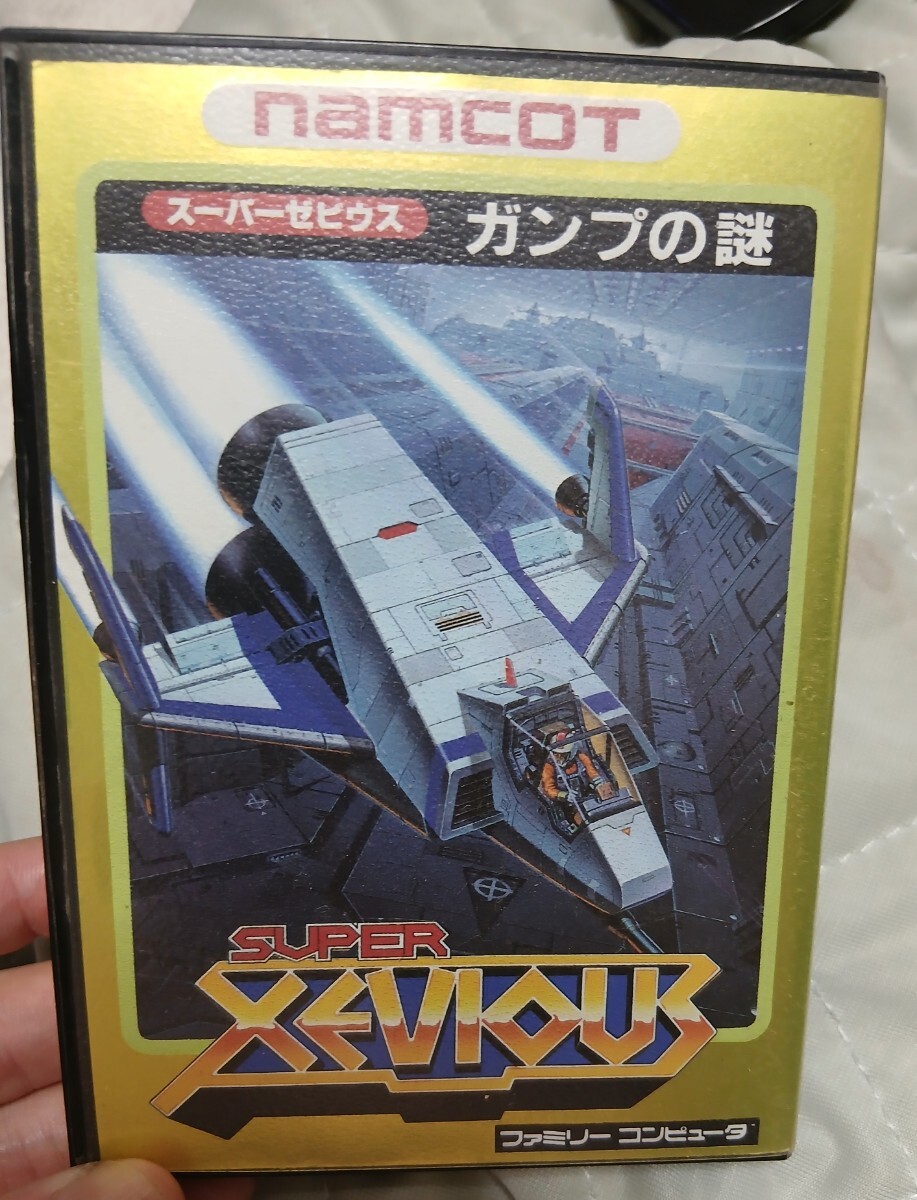 namcoT
スーパーゼビウス ガンプの謎
SUPER
XEVIOUS
ファミリー コンピュータ